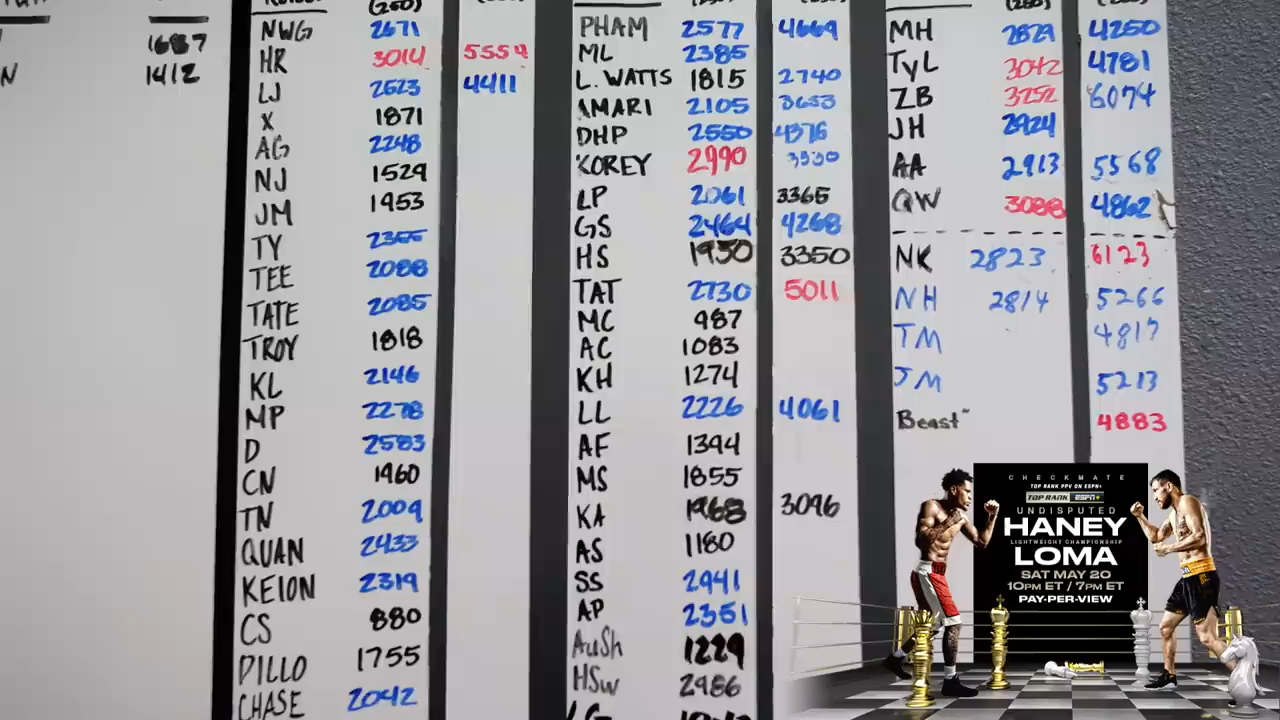 1687
N 1412
(250)
NWG 2671
HR 3014 5554
LJ 2623 4411
X 1871
AG 2248
NJ 1529
JM 1953
TY
TEE 2088
TATE 2085
TROY 1818
KL 2146
MP 2278
D 2583
CN 1960
TN 2009
QUAN 2433
KEION 2319
CS 880
DILLO 1755
CHASE 2042
PHAM 2577 4669
ML 2385
L. WATTS 1815 2740
AMARI 2105 3653
DHP 2550 4376
KOREY 2990 3930
LP 2061 3365
GS 2464 4268
HS 1930 3350
TAT 2730 5011
MC 987
AC 1083
KH 1274
LL 2226 4061
AF 1394
MS 1855
KA 1968 3096
AS 1180
SS 2941
AP 2351
AuSh 1229
HSw 2986
LG
MH 2829 4250
TyL 3042 4781
ZB 3252 6074
JH 2924
AA 2913 5568
QW 3088 4862
NK 2823 6123
NH 2814 5266
TM 4817
JM 5213
Beast" 4883
CHECKMATE
TOP RANK PPV ON ESPN+
TOP RANK ESPN+
UNDISPUTED
HANEY
LIGHTWEIGHT CHAMPIONSHIP
LOMA
SAT MAY 20
10PM ET / 7PM ET
PAY-PER-VIEW